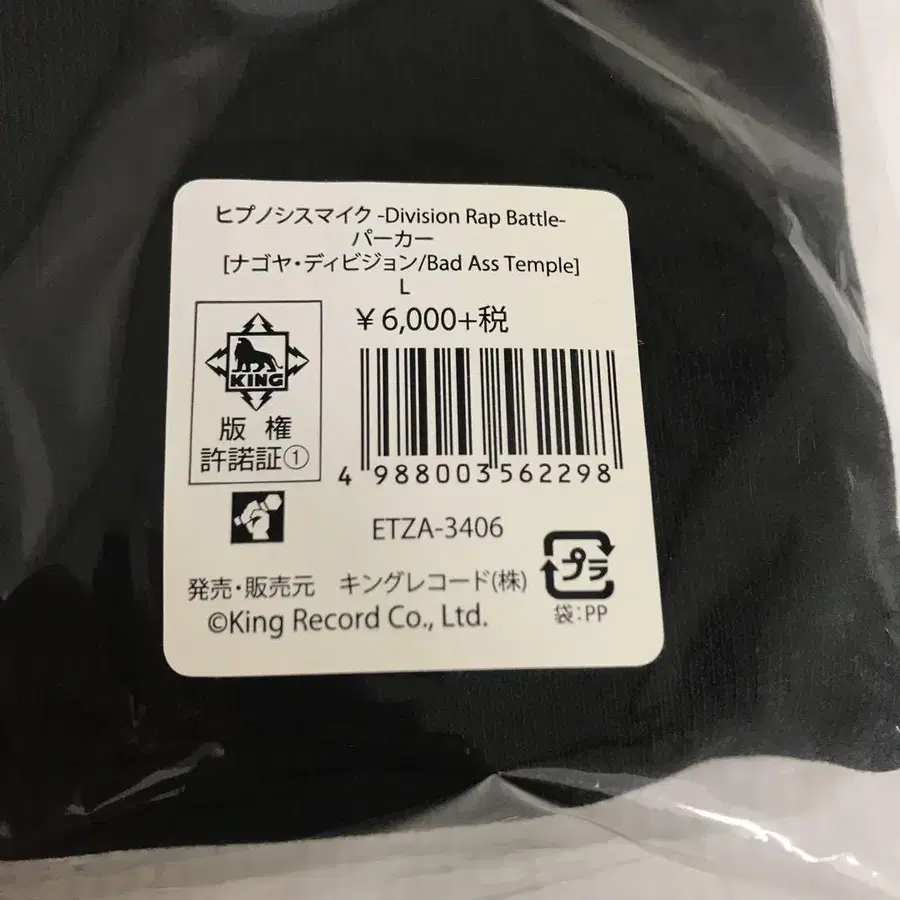 ヒプノシスマイク -Division Rap Battle-
パーカー
[ナゴヤ・ディビジョン/Bad Ass Temple]
L
¥6,000+税
KING
版権
許諾証①
4 988003 562298
ETZA-3406
発売・販売元 キングレコード(株)
©King Record Co., Ltd.
プラ
袋:PP